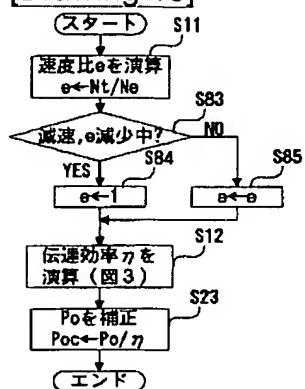 スタート
S11
速度比eを演算
e←Nt/Ne
S83
減速,e減少中?
NO
YES
S84
S85
e←1
e←e
S12
伝達効率ηを
演算(図3)
S23
Poを補正
Poc←Po/η
エンド